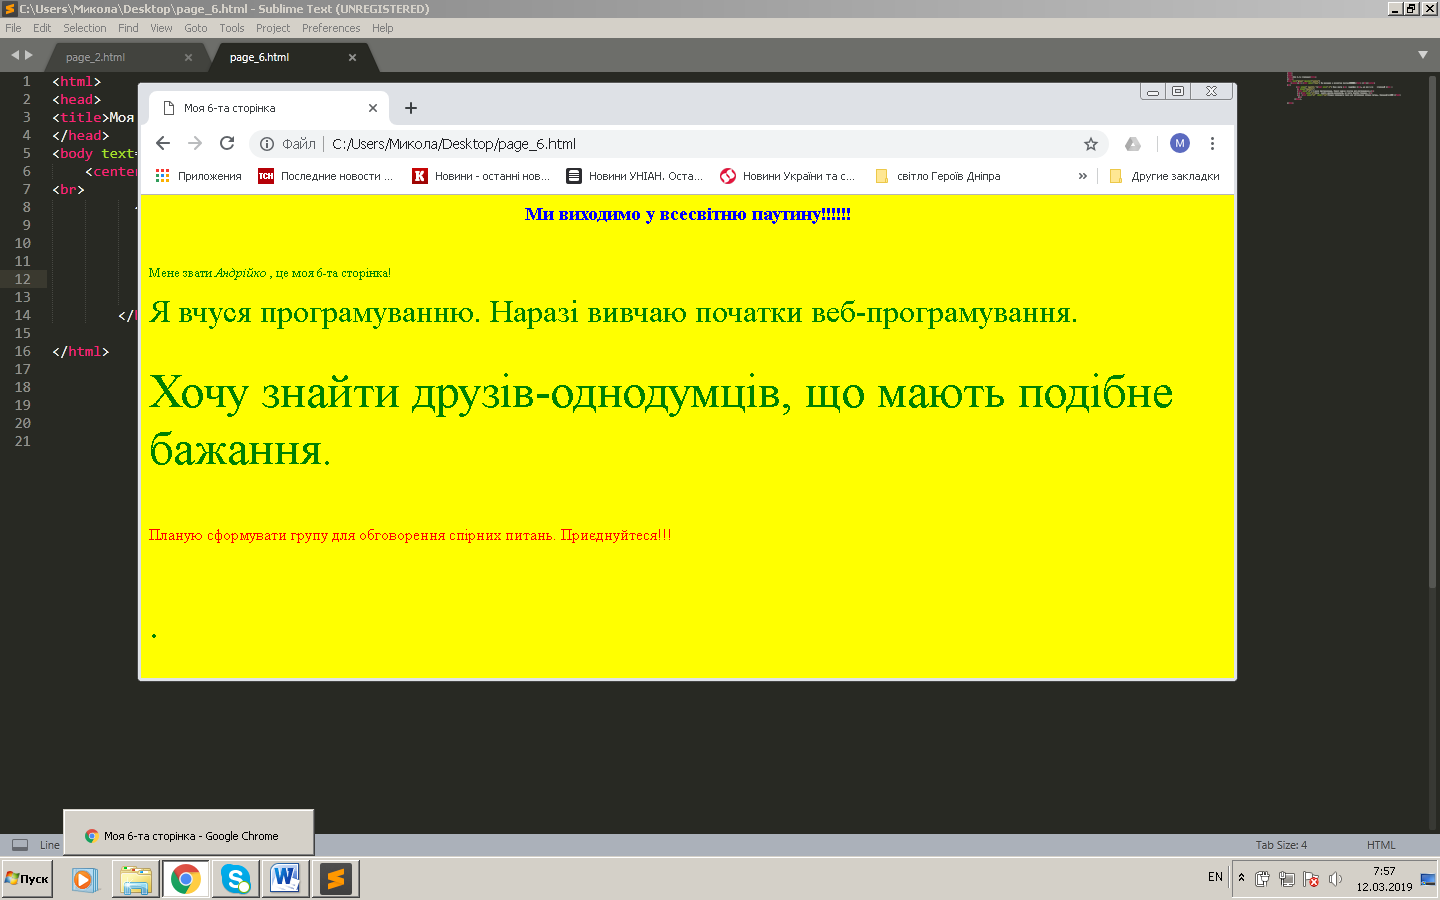 C:\Users\Микола\Desktop\page_6.html - Sublime Text (UNREGISTERED)
File Edit Selection Find View Goto Tools Project Preferences Help
page_2.html page_6.html
1 <html>
2 <head>
3 <title>Моя
4 </head>
5 <body text=
6 <center
7 <br>
8
9
10
11
12
13
14 </
15
16 </html>
17
18
19
20
21
Моя 6-та сторінка
Файл C:/Users/Микола/Desktop/page_6.html
M
Приложения ТСН Последние новости ... К Новини - останні нов... Новини УНІАН. Оста... Новини України та с... світло Героїв Дніпра » Другие закладки
Ми виходимо у всесвітню паутину!!!!!!
Мене звати Андрійко , це моя 6-та сторінка!
Я вчуся програмуванню. Наразі вивчаю початки веб-програмування.
Хочу знайти друзів-однодумців, що мають подібне
бажання.
Планую сформувати групу для обговорення спірних питань. Приєднуйтеся!!!
.
Моя 6-та сторінка - Google Chrome
Line Tab Size: 4 HTML
Пуск EN 7:57
12.03.2019